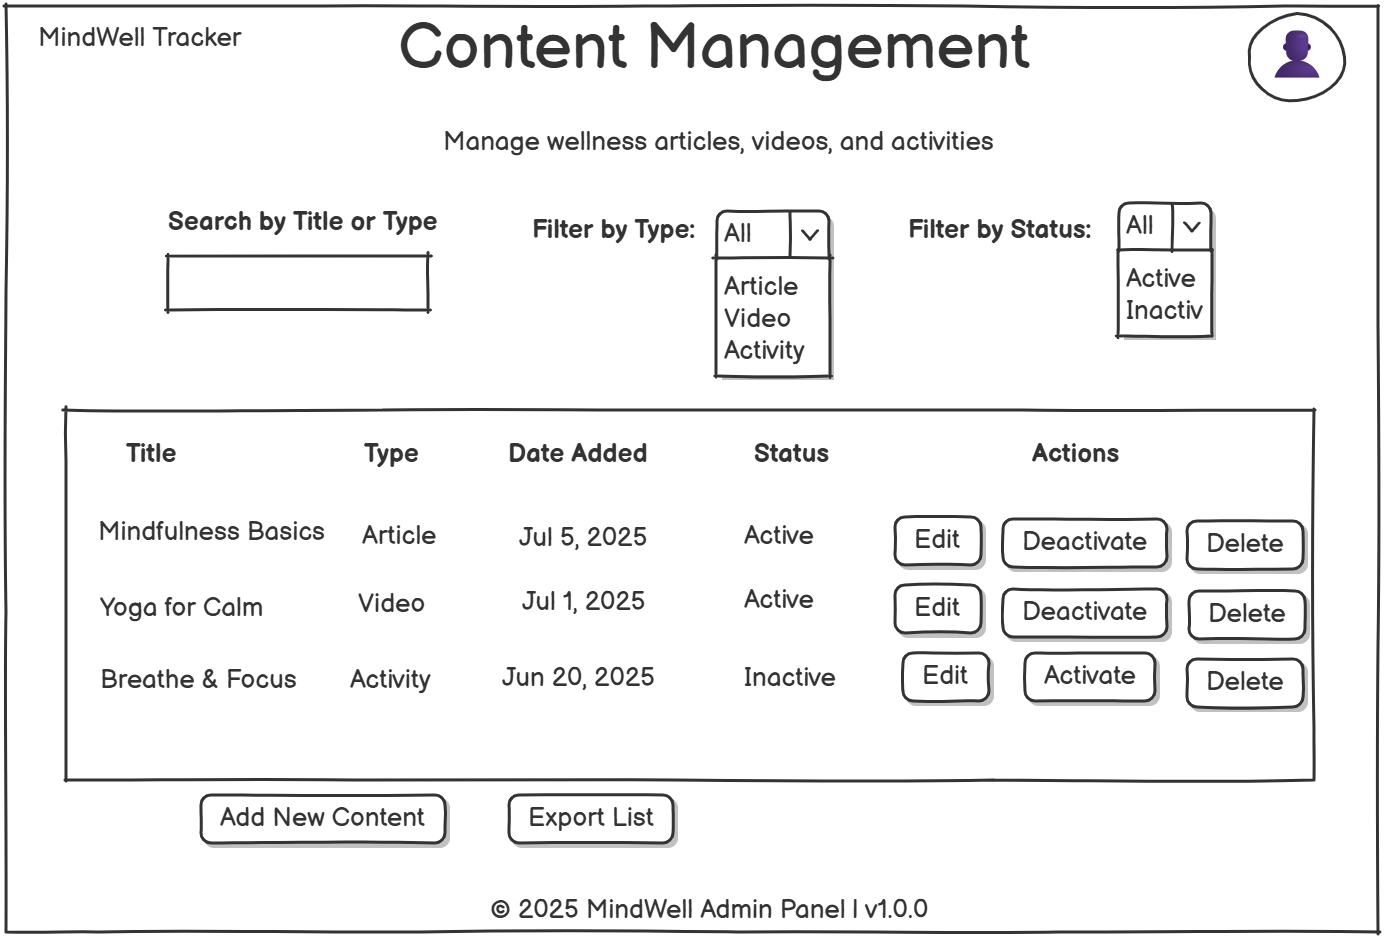 MindWell Tracker
Content Management
Manage wellness articles, videos, and activities
Search by Title or Type
Filter by Type:
All
Article
Video
Activity
Filter by Status:
All
Active
Inactiv
Title Type Date Added Status Actions
Mindfulness Basics Article Jul 5, 2025 Active Edit Deactivate Delete
Yoga for Calm Video Jul 1, 2025 Active Edit Deactivate Delete
Breathe & Focus Activity Jun 20, 2025 Inactive Edit Activate Delete
Add New Content Export List
© 2025 MindWell Admin Panel | v1.0.0